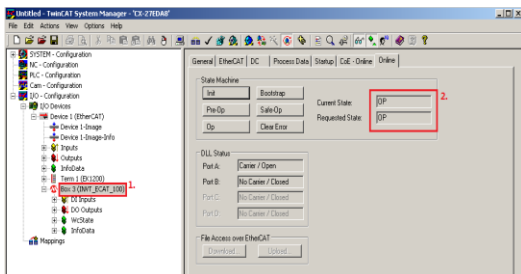 Untitled - TwinCAT System Manager - 'CX-27EDA8'
File Edit Actions View Options Help
SYSTEM - Configuration
NC - Configuration
PLC - Configuration
Cam - Configuration
I/O - Configuration
I/O Devices
Device 1 (EtherCAT)
Device 1-Image
Device 1-Image-Info
Inputs
Outputs
InfoData
Term 1 (EK1200)
Box 3 (INWT_ECAT_100)
1.
DI Inputs
DO Outputs
WcState
InfoData
Mappings
General EtherCAT DC Process Data Startup CoE - Online Online
State Machine
Init Bootstrap
Pre-Op Safe-Op
Op Clear Error
Current State: OP
Requested State: OP
2.
DLL Status
Port A: Carrier / Open
Port B: No Carrier / Closed
Port C: No Carrier / Closed
Port D: No Carrier / Closed
File Access over EtherCAT
Download... Upload...